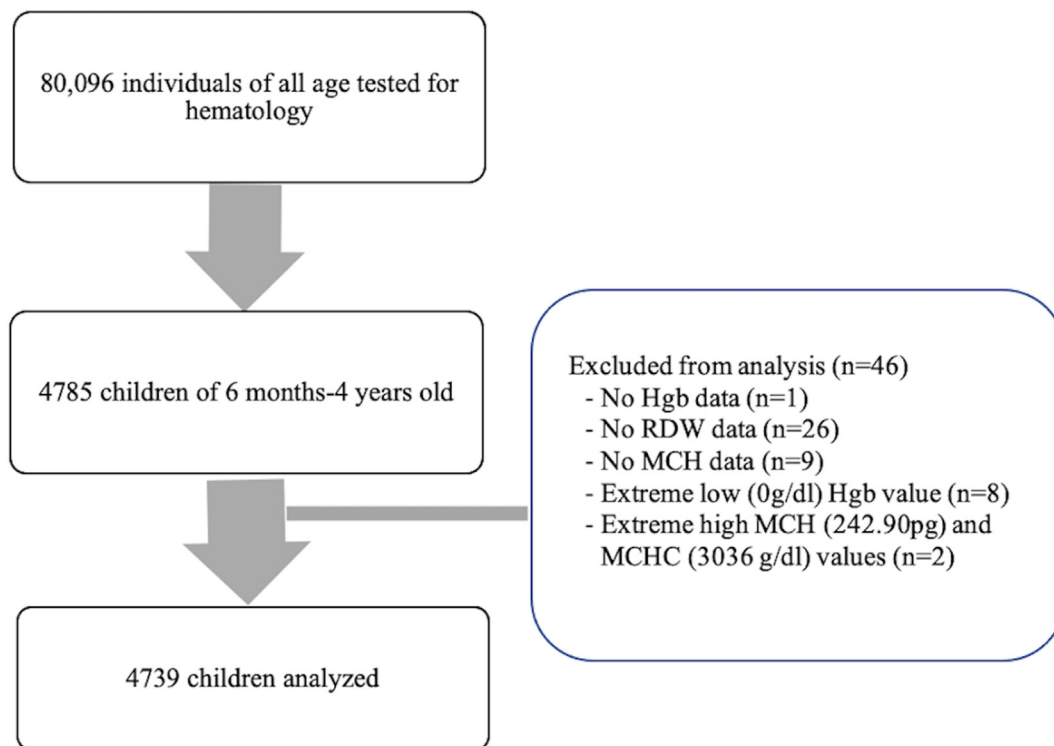 80,096 individuals of all age tested for
hematology
4785 children of 6 months-4 years old
Excluded from analysis (n=46)
- No Hgb data (n=1)
- No RDW data (n=26)
- No MCH data (n=9)
- Extreme low (0g/dl) Hgb value (n=8)
- Extreme high MCH (242.90pg) and
MCHC (3036 g/dl) values (n=2)
4739 children analyzed